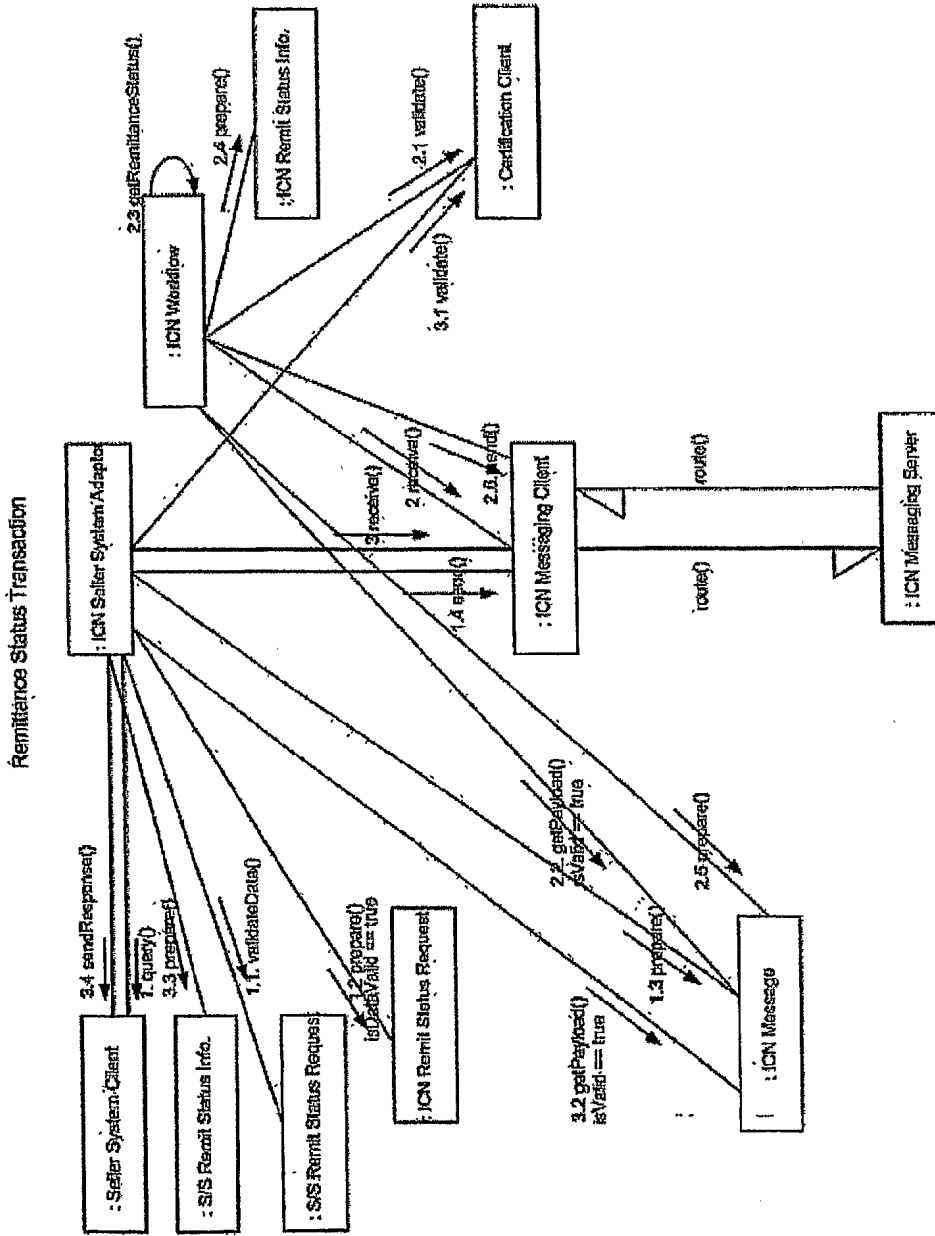 Remittance Status Transaction
: Seller System Client
3.4 sendResponse()
1. query()
: S/S Remit Status Info.
3.3 prepare()
: S/S Remit Status Request
1.1. validateData()
: ICN Remit Status Request
1.2 prepare()
isDataValid == true
: ICN Seller System Adaptor
: ICN Workflow
2.3 getRemittanceStatus()
2.4 prepare()
: ICN Remit Status Info.
2.1 validate()
3.1 validate()
: Certification Client
3 receive()
2 receive()
1.4 send()
2.6 send()
: ICN Messaging Client
route()
route()
: ICN Messaging Server
3.2 getPayload()
isValid == true
1.3 prepare()
2.2 getPayload()
isValid == true
2.5 prepare()
: ICN Message